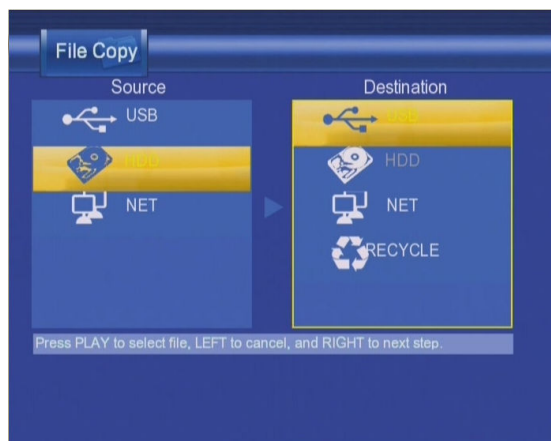 File Copy
Source
Destination
USB
HDD
NET
USB
HDD
NET
RECYCLE
Press PLAY to select file, LEFT to cancel, and RIGHT to next step.